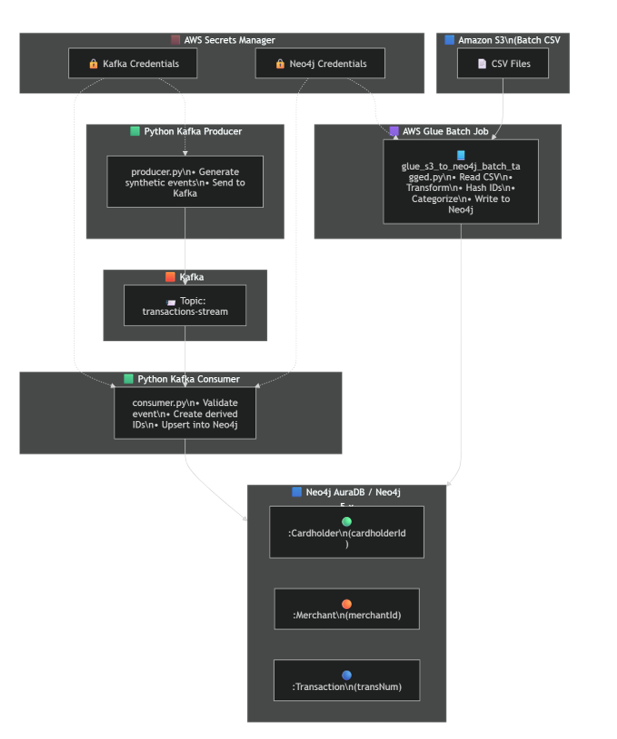 AWS Secrets Manager
Amazon S3\n(Batch CSV
Kafka Credentials
Neo4j Credentials
CSV Files
Python Kafka Producer
AWS Glue Batch Job
producer.py\n• Generate
synthetic events\n• Send to
Kafka
glue_s3_to_neo4j_batch_ta
gged.py\n• Read CSV\n•
Transform\n• Hash IDs\n•
Categorize\n• Write to
Neo4j
Kafka
Topic:
transactions-stream
Python Kafka Consumer
consumer.py\n• Validate
event\n• Create derived
IDs\n• Upsert into Neo4j
Neo4j AuraDB / Neo4j
:Cardholder\n(cardholderId
)
:Merchant\n(merchantId)
:Transaction\n(transNum)